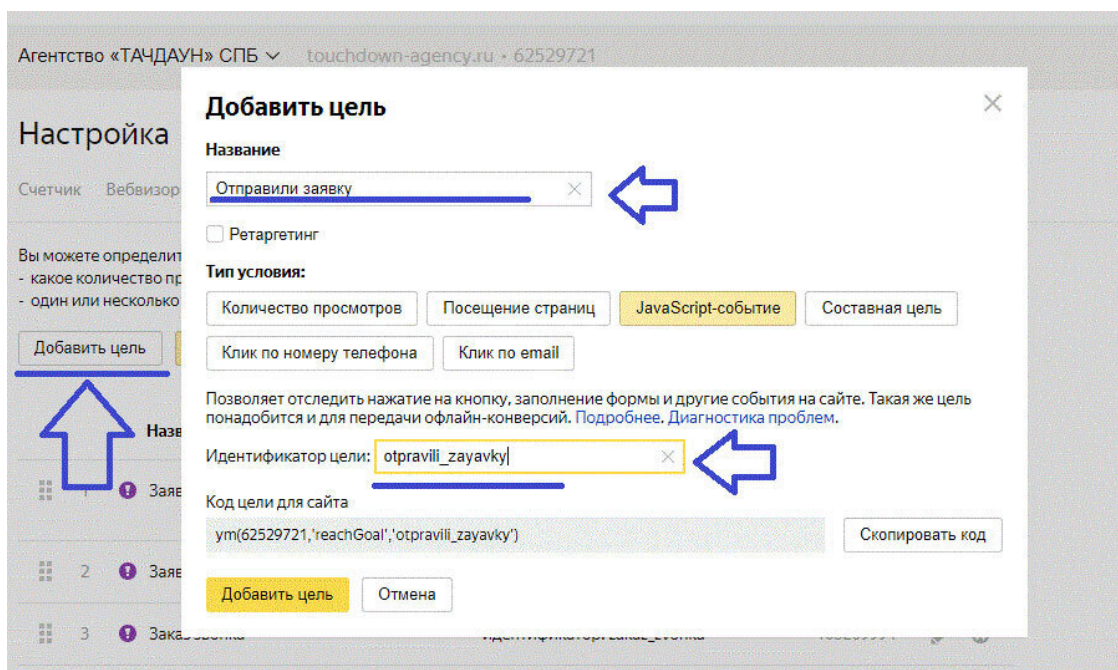 Агентство «ТАЧДАУН» СПБ touchdown-agency.ru • 62529721
Добавить цель
Настройка
Название
Счетчик Вебвизор
Отправили заявку
Ретаргетинг
Вы можете
- какое количество
- один или несколько
Тип условия:
Количество просмотров Посещение страниц JavaScript-событие Составная цель
Добавить цель
Клик по номеру телефона Клик по email
Позволяет отследить нажатие на кнопку, заполнение формы и другие события на сайте. Такая же цель
понадобится и для передачи офлайн-конверсий. Подробнее. Диагностика проблем.
Идентификатор цели: otpravili_zayavky
1
Код цели для сайта
ym(62529721,'reachGoal','otpravili_zayavky') Скопировать код
2
Добавить цель Отмена
3